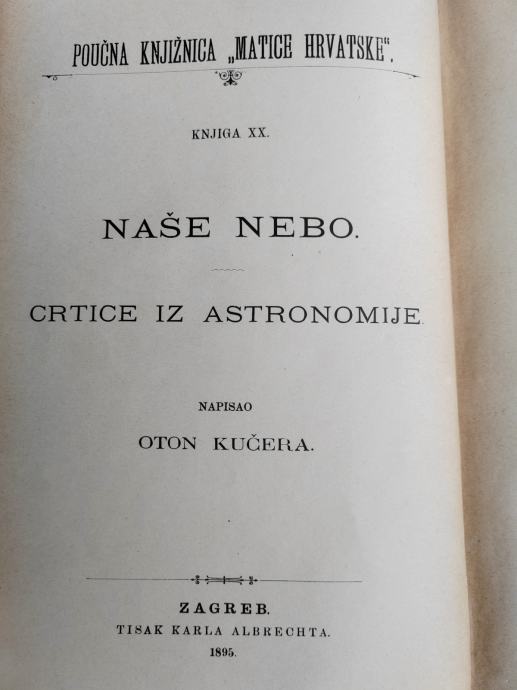 POUČNA KNJIŽNICA „MATICE HRVATSKE“.
KNJIGA XX.
NAŠE NEBO.
CRTICE IZ ASTRONOMIJE.
NAPISAO
OTON KUČERA.
ZAGREB.
TISAK KARLA ALBRECHTA.
1895.